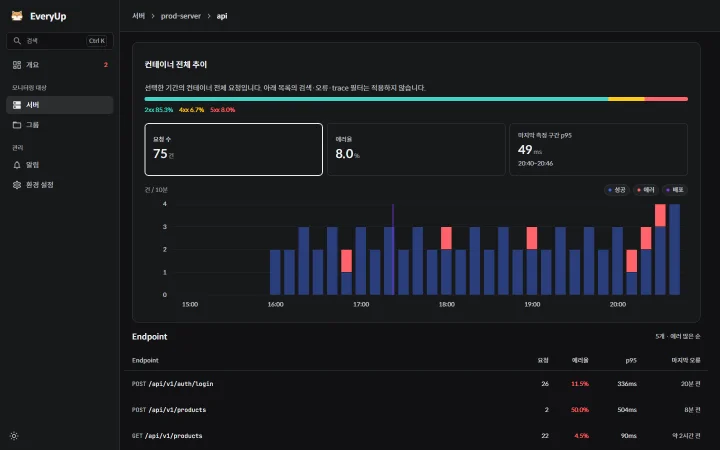 EveryUp
검색 Ctrl K
개요 2
모니터링 대상
서버
그룹
관리
알림
환경 설정
서버 > prod-server > api
컨테이너 전체 추이
선택한 기간의 컨테이너 전체 요청입니다. 아래 목록의 검색·오류·trace 필터는 적용하지 않습니다.
2xx 85.3% 4xx 6.7% 5xx 8.0%
요청 수
75건
에러율
8.0%
마지막 측정 구간 p95
49ms
20:40~20:46
건 / 10분
성공 에러 배포
4
3
2
1
0
15:00 16:00 17:00 18:00 19:00 20:00
Endpoint 5개 · 에러 많은 순
Endpoint 요청 에러율 p95 마지막 오류
POST /api/v1/auth/login 26 11.5% 336ms 20분 전
POST /api/v1/products 2 50.0% 504ms 8분 전
GET /api/v1/products 22 4.5% 90ms 약 2시간 전